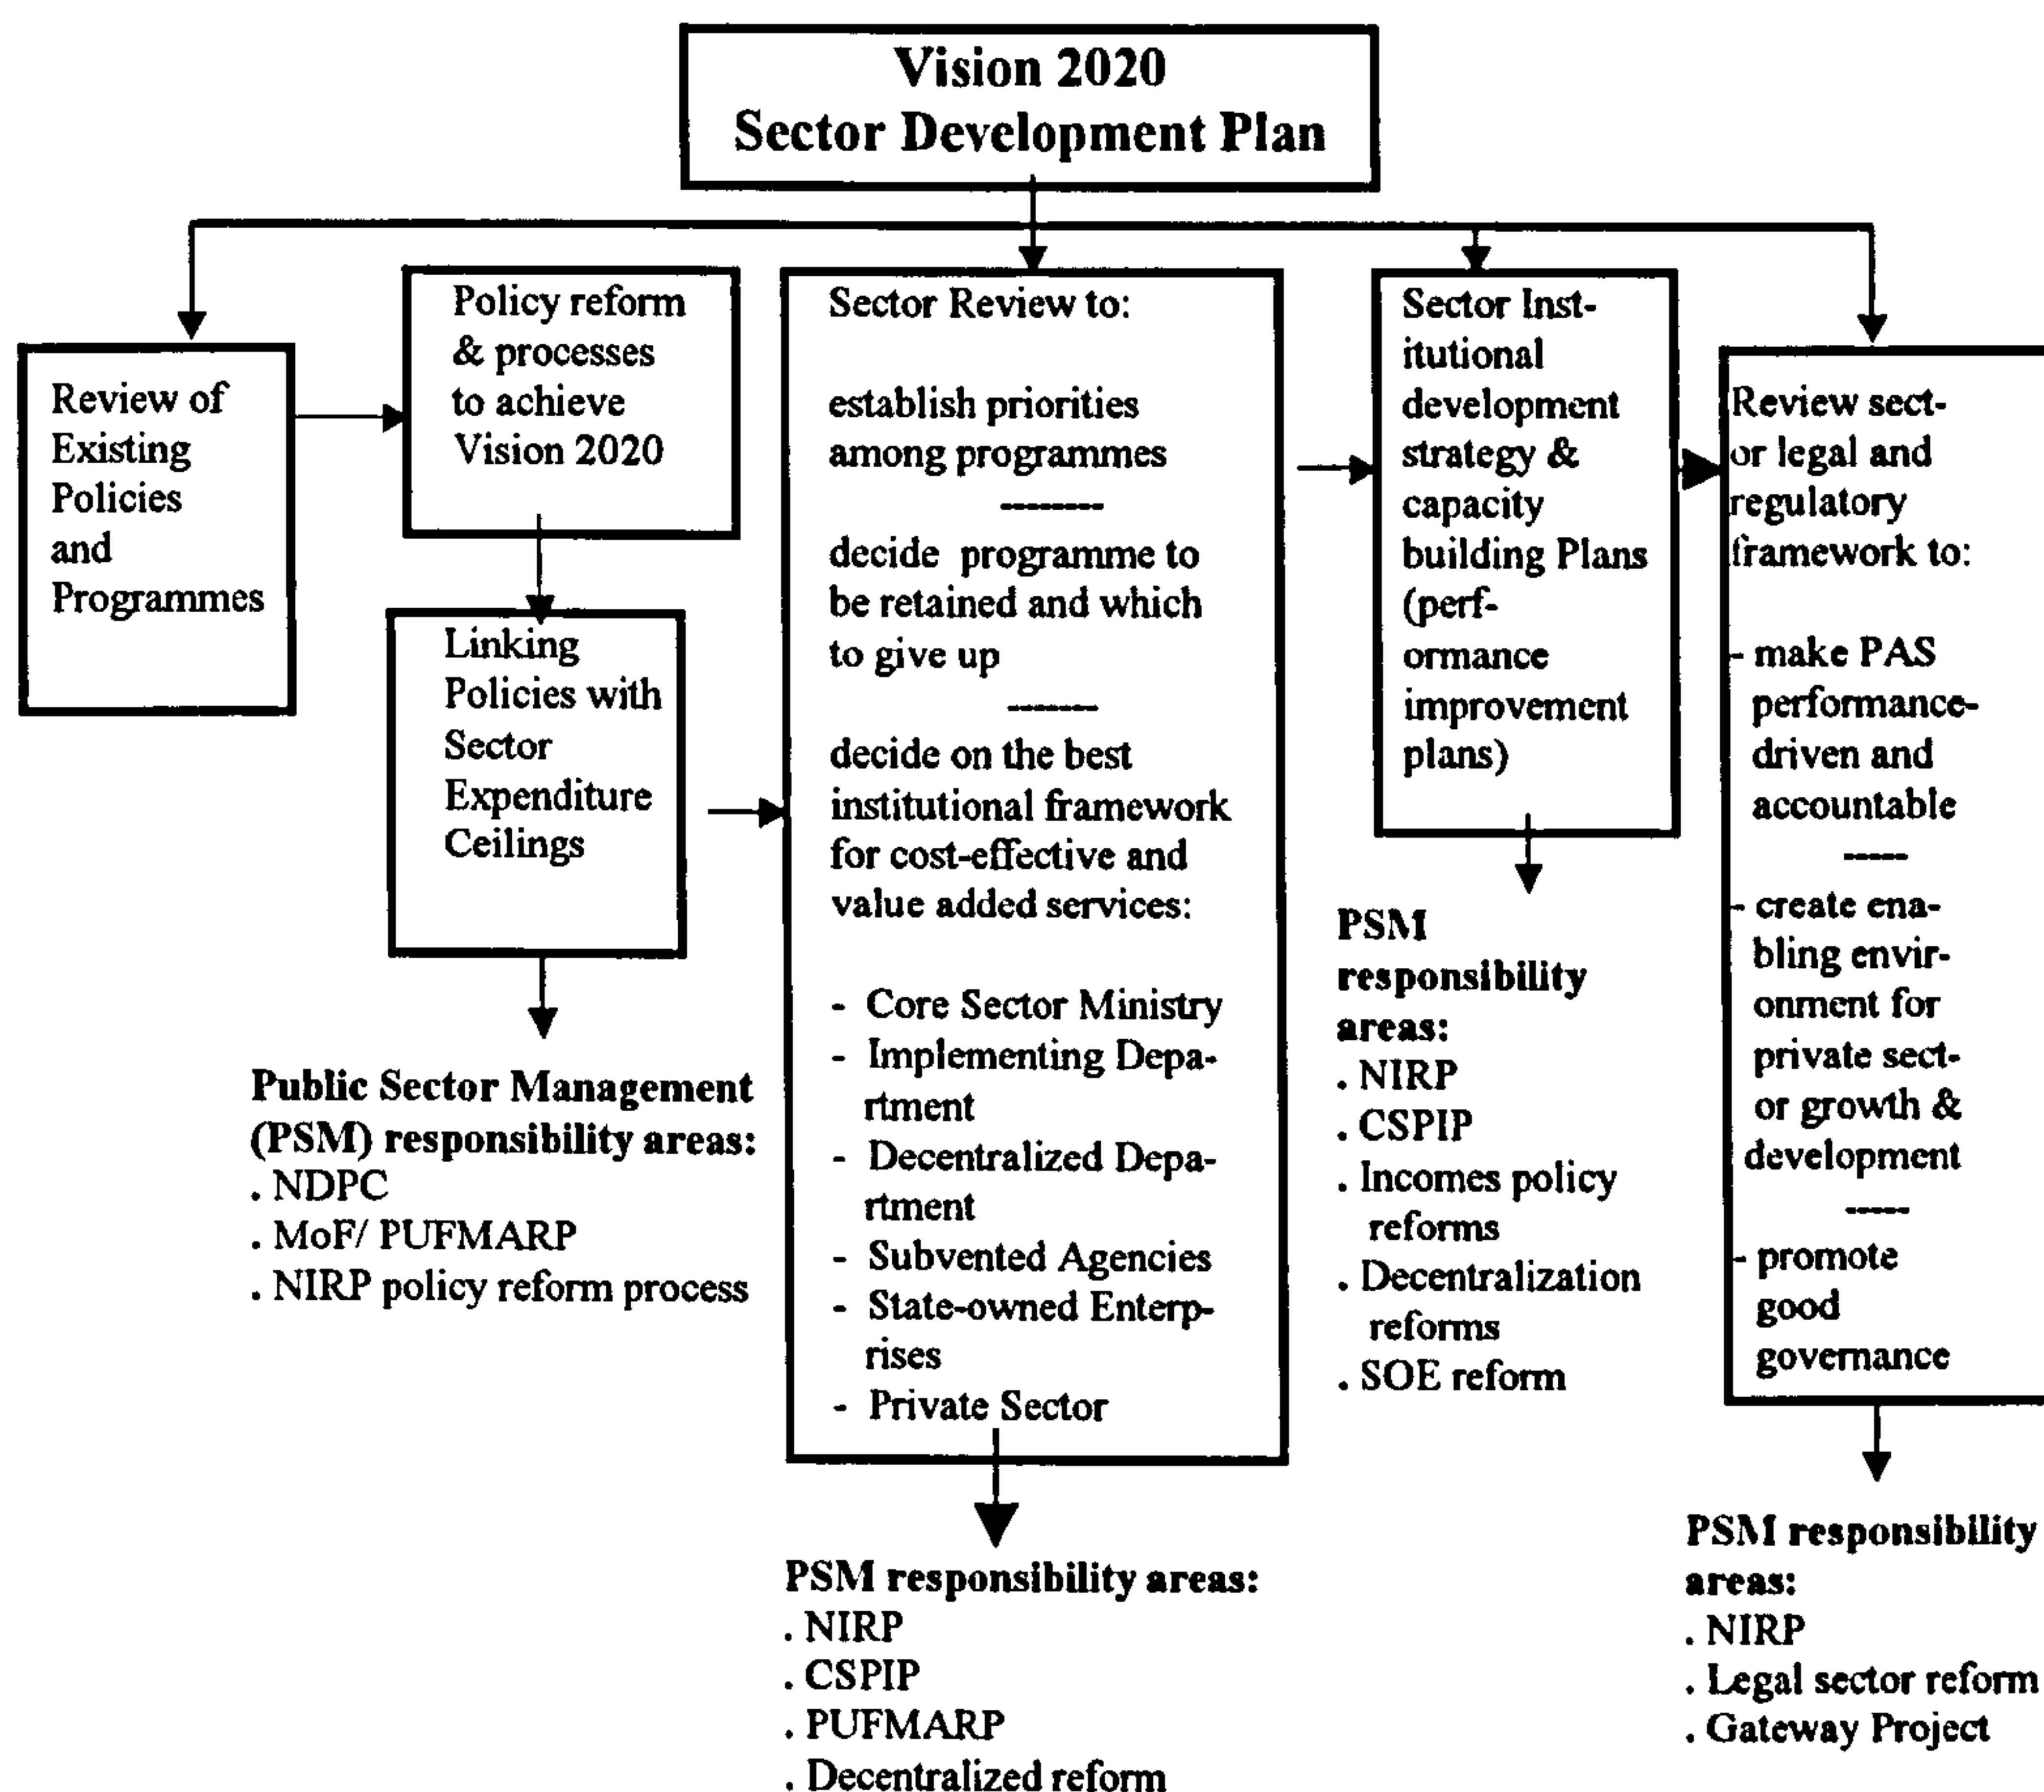 Vision 2020
Sector Development Plan
Review of
Existing
Policies
and
Programmes
Policy reform
& processes
to achieve
Vision 2020
Linking
Policies with
Sector
Expenditure
Ceilings
Public Sector Management
(PSM) responsibility areas:
. NDPC
. MoF/ PUFMARP
. NIRP policy reform process
Sector Review to:
establish priorities
among programmes
--------
decide programme to
be retained and which
to give up
-------
decide on the best
institutional framework
for cost-effective and
value added services:
- Core Sector Ministry
- Implementing Depa-
rtment
- Decentralized Depa-
rtment
- Subvented Agencies
- State-owned Enterp-
rises
- Private Sector
PSM responsibility areas:
. NIRP
. CSPIP
. PUFMARP
. Decentralized reform
Sector Inst-
itutional
development
strategy &
capacity
building Plans
(perf-
ormance
improvement
plans)
PSM
responsibility
areas:
. NIRP
. CSPIP
. Incomes policy
reforms
. Decentralization
reforms
. SOE reform
Review sect-
or legal and
regulatory
framework to:
- make PAS
performance-
driven and
accountable
-----
- create ena-
bling envir-
onment for
private sect-
or growth &
development
-----
- promote
good
governance
PSM responsibility
areas:
. NIRP
. Legal sector reform
. Gateway Project